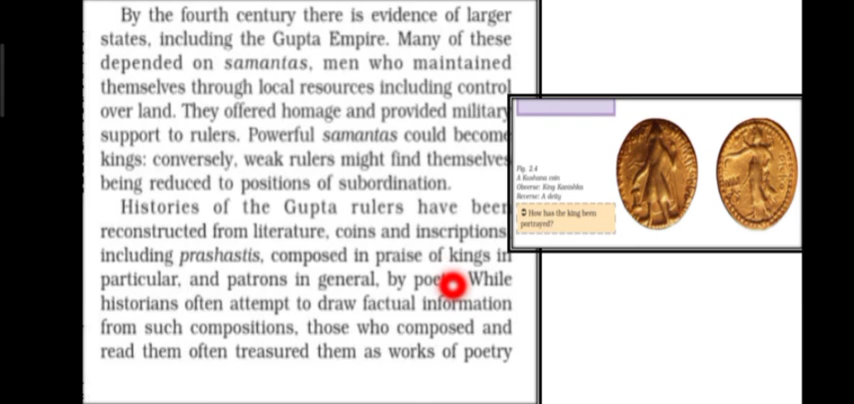 By the fourth century there is evidence of larger
states, including the Gupta Empire. Many of these
depended on samantas, men who maintained
themselves through local resources including control
over land. They offered homage and provided military
support to rulers. Powerful samantas could become
kings: conversely, weak rulers might find themselves
being reduced to positions of subordination.
Histories of the Gupta rulers have been
reconstructed from literature, coins and inscriptions
including prashastis, composed in praise of kings in
particular, and patrons in general, by While
historians often attempt to draw factual information
from such compositions, those who composed and
read them often treasured them as works of poetry
Fig. 2.4
A Kushana coin
Obverse: King Kanishka
Reverse: A deity
How has the king been
portrayed?